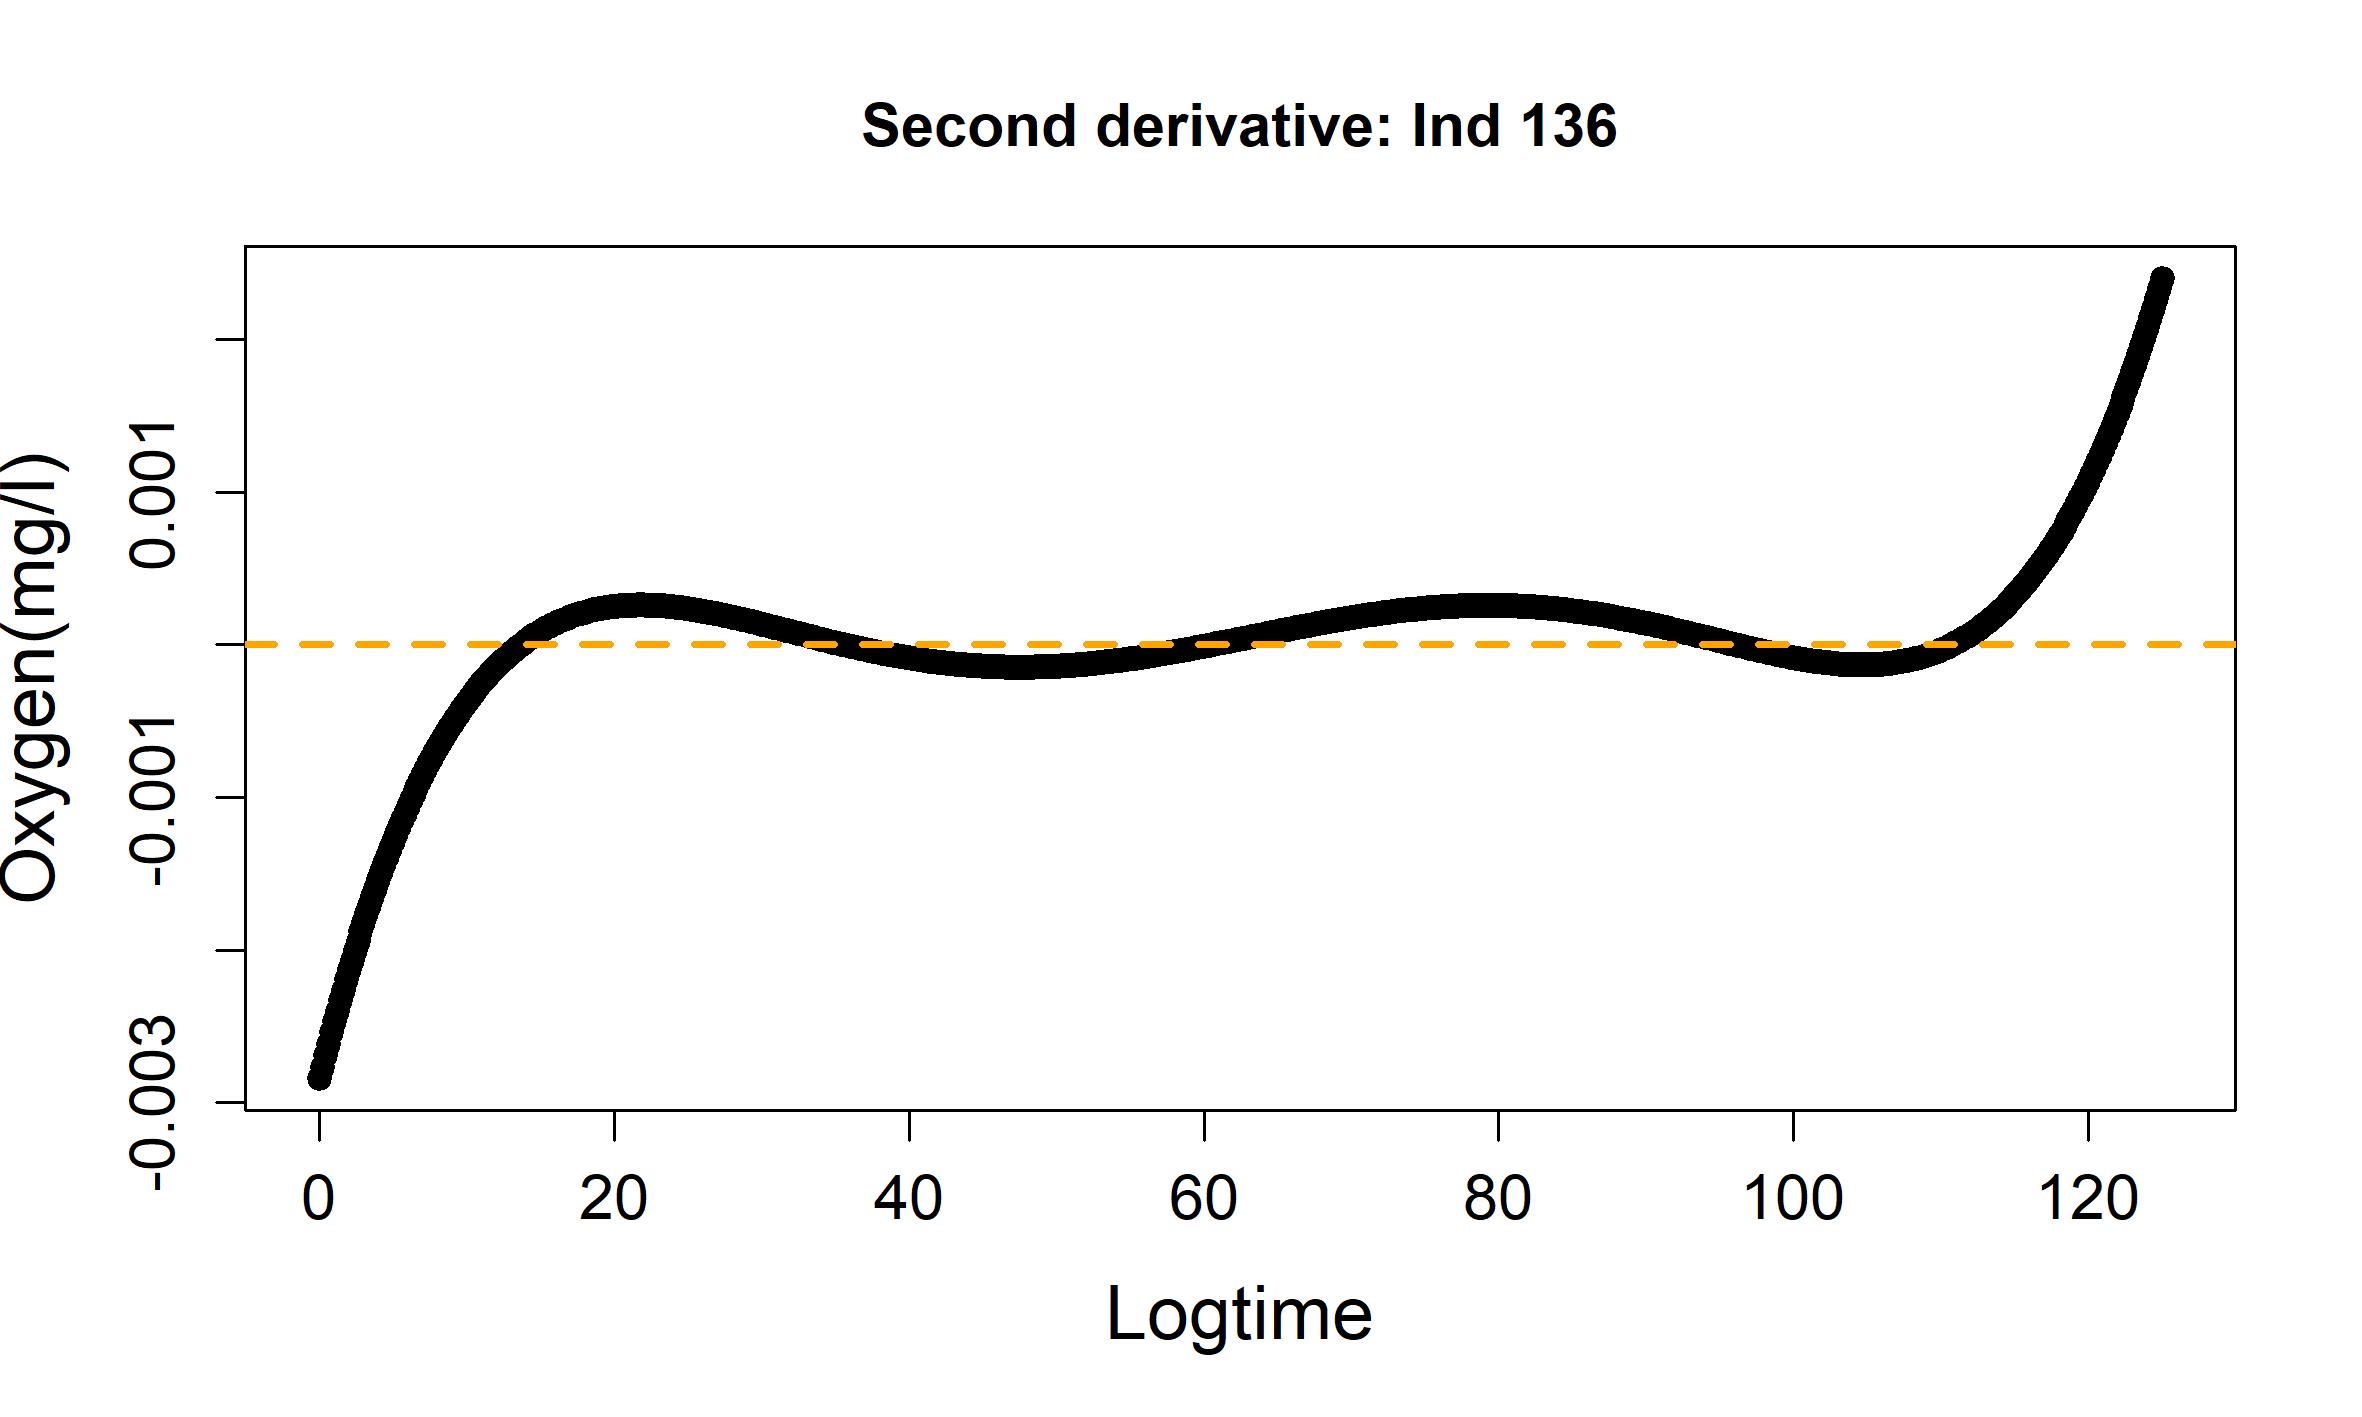 Second derivative: Ind 136
Oxygen(mg/l)
0.001
-0.001
-0.003
0 20 40 60 80 100 120
Logtime